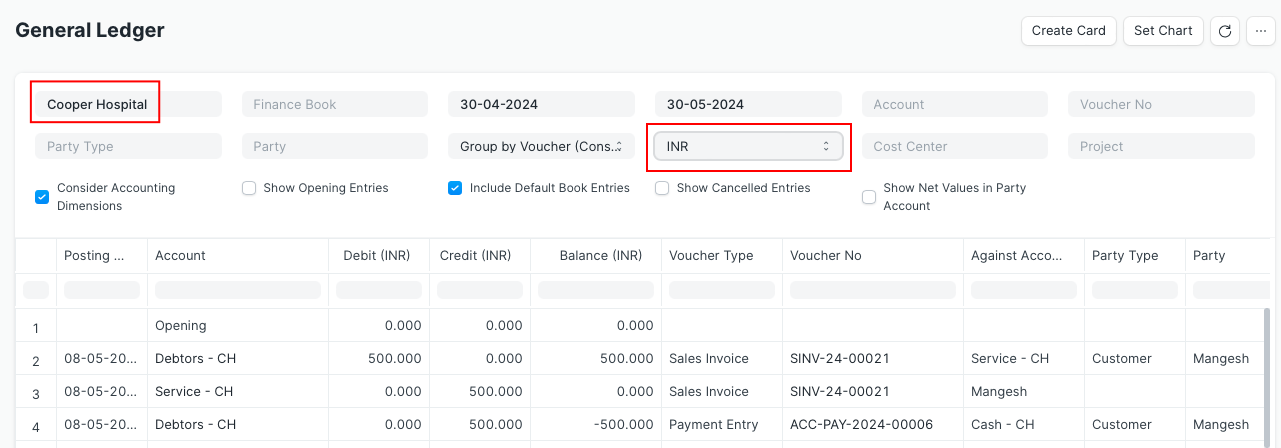 General Ledger
Create Card Set Chart ...
Cooper Hospital Finance Book 30-04-2024 30-05-2024 Account Voucher No
Party Type Party Group by Voucher (Cons... INR Cost Center Project
Consider Accounting Dimensions Show Opening Entries Include Default Book Entries Show Cancelled Entries Show Net Values in Party Account
Posting ... Account Debit (INR) Credit (INR) Balance (INR) Voucher Type Voucher No Against Acco... Party Type Party
1 Opening 0.000 0.000 0.000
2 08-05-20... Debtors - CH 500.000 0.000 500.000 Sales Invoice SINV-24-00021 Service - CH Customer Mangesh
3 08-05-20... Service - CH 0.000 500.000 0.000 Sales Invoice SINV-24-00021 Mangesh
4 08-05-20... Debtors - CH 0.000 500.000 -500.000 Payment Entry ACC-PAY-2024-00006 Cash - CH Customer Mangesh